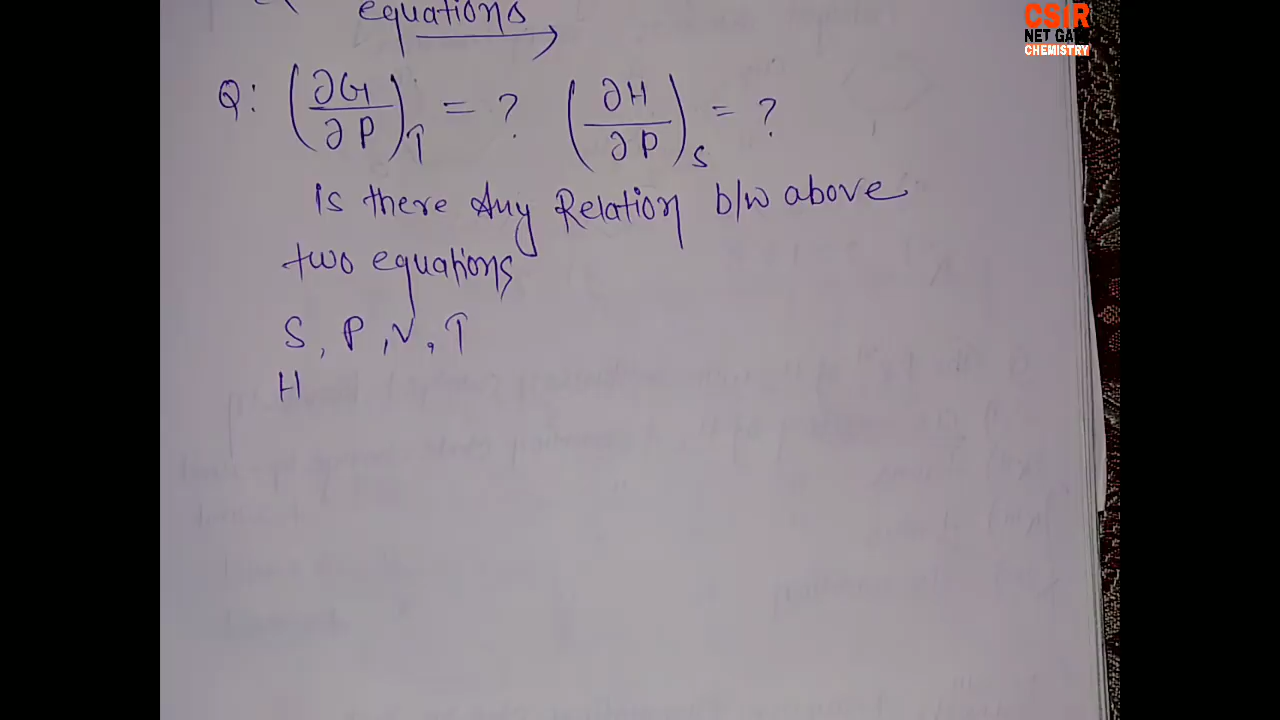 equations
CSIR
NET GATE
CHEMISTRY
Q: (∂G/∂P)_T = ? (∂H/∂P)_S = ?
is there Any Relation b/w above
two equations
S, P, V, T
H